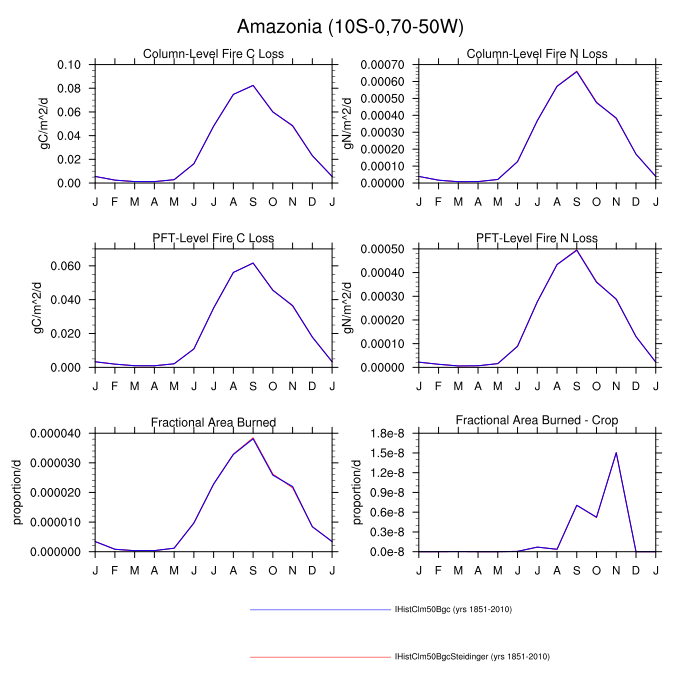 Amazonia (10S-0,70-50W)
Column-Level Fire C Loss
gC/m^2/d
0.10
0.08
0.06
0.04
0.02
0.00
J F M A M J J A S O N D J
Column-Level Fire N Loss
gN/m^2/d
0.00070
0.00060
0.00050
0.00040
0.00030
0.00020
0.00010
0.00000
J F M A M J J A S O N D J
PFT-Level Fire C Loss
gC/m^2/d
0.060
0.040
0.020
0.000
J F M A M J J A S O N D J
PFT-Level Fire N Loss
gN/m^2/d
0.00050
0.00040
0.00030
0.00020
0.00010
0.00000
J F M A M J J A S O N D J
Fractional Area Burned
proportion/d
0.000040
0.000030
0.000020
0.000010
0.000000
J F M A M J J A S O N D J
Fractional Area Burned - Crop
proportion/d
1.8e-8
1.5e-8
1.2e-8
0.9e-8
0.6e-8
0.3e-8
0.0e-8
J F M A M J J A S O N D J
IHistClm50Bgc (yrs 1851-2010)
IHistClm50BgcSteidinger (yrs 1851-2010)